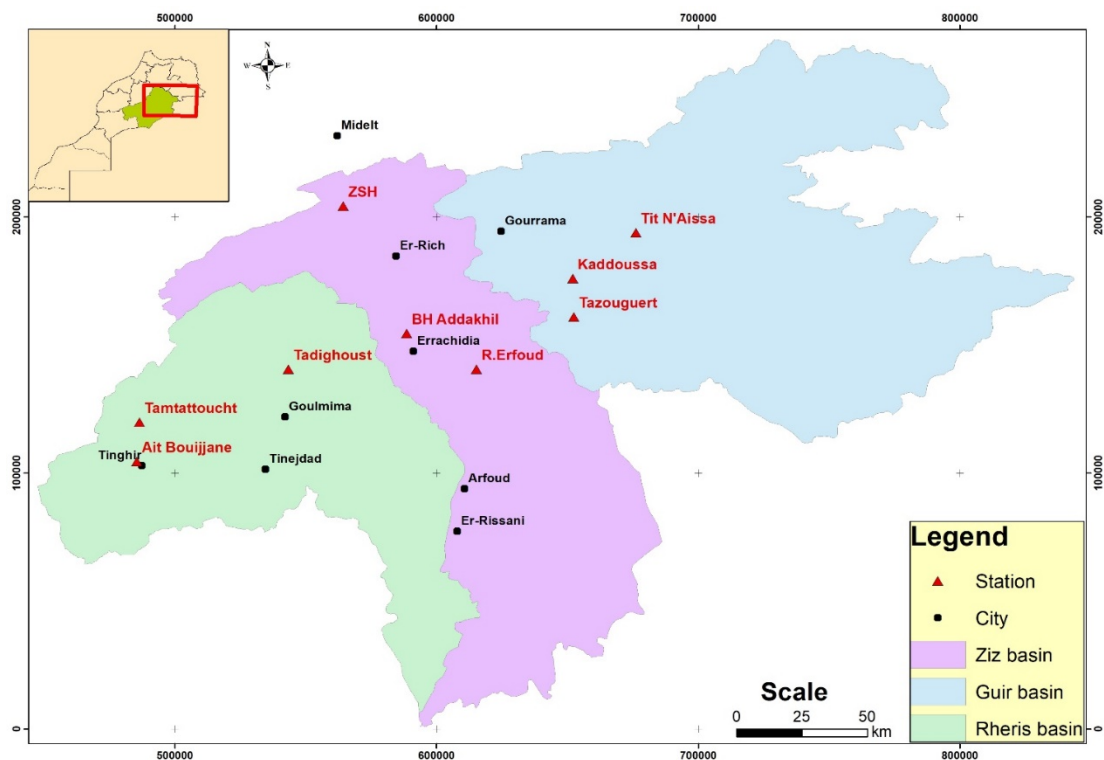 500000 600000 700000 800000
N
W E
S
Midelt
ZSH
200000 200000
Gourrama
Tit N'Aissa
Er-Rich
Kaddoussa
Tazouguert
BH Addakhil
Errachidia
Tadighoust
R.Erfoud
Goulmima
Tamtattoucht
Ait Bouijjane
Tinghir
Tinejdad
100000 100000
Arfoud
Er-Rissani
Legend
Station
City
Ziz basin
Guir basin
Rheris basin
Scale
0 25 50
km
0 0
500000 600000 700000 800000